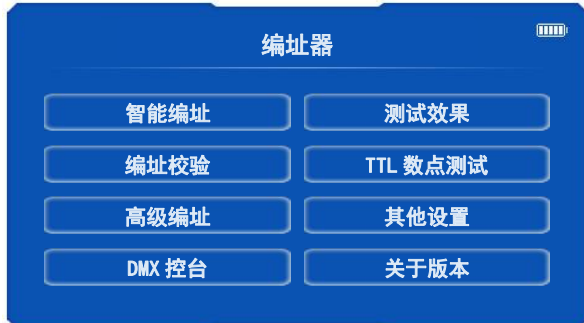 编址器
智能编址
测试效果
编址校验
TTL 数点测试
高级编址
其他设置
DMX 控台
关于版本